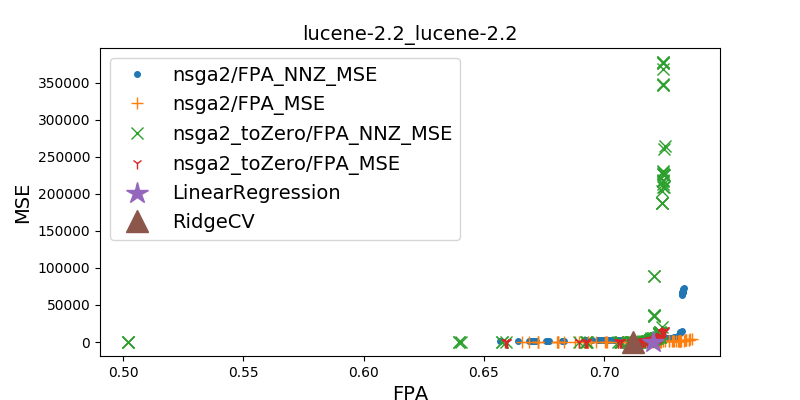 lucene-2.2_lucene-2.2
nsga2/FPA_NNZ_MSE
nsga2/FPA_MSE
nsga2_toZero/FPA_NNZ_MSE
nsga2_toZero/FPA_MSE
LinearRegression
RidgeCV
MSE
350000
300000
250000
200000
150000
100000
50000
0
0.50 0.55 0.60 0.65 0.70
FPA